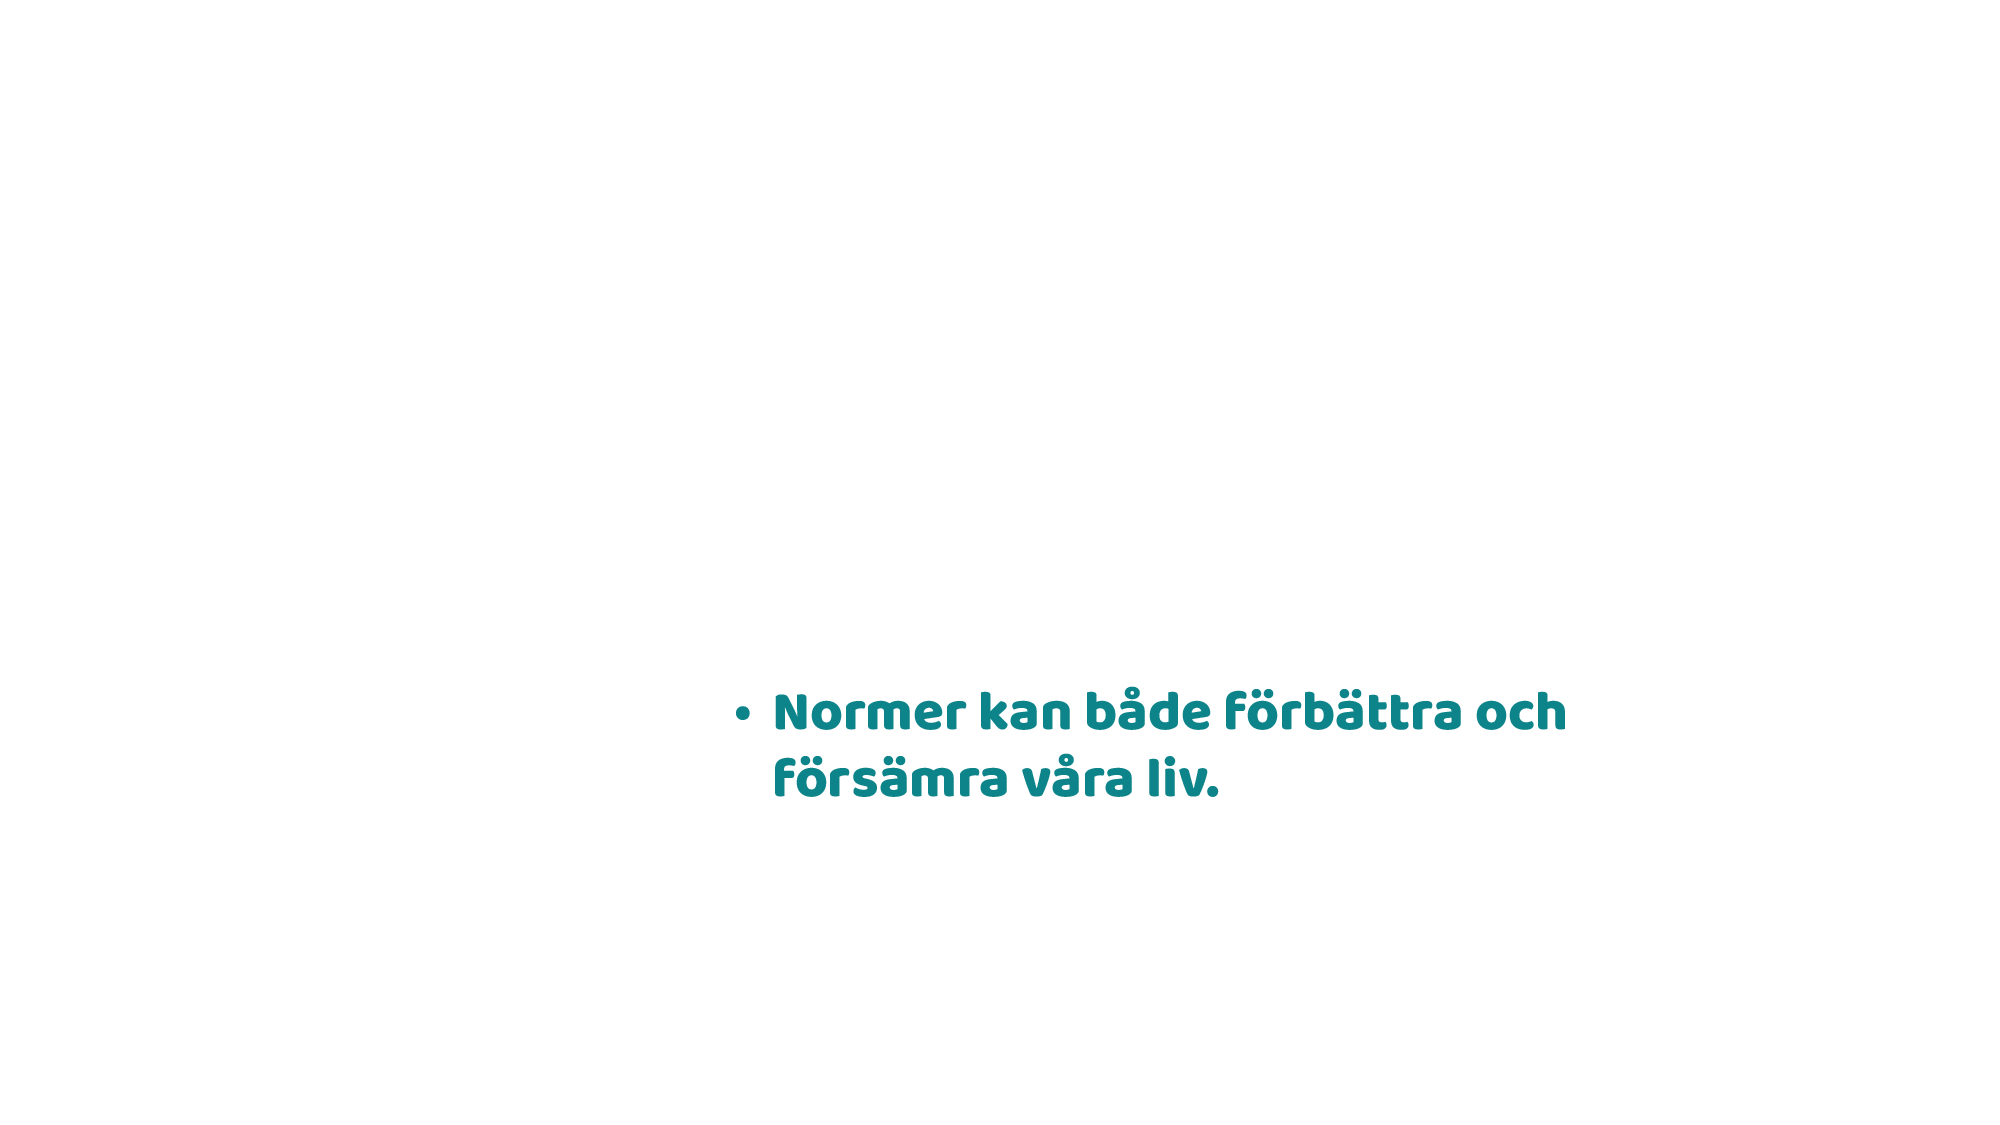 • Normer kan både förbättra och
försämra våra liv.